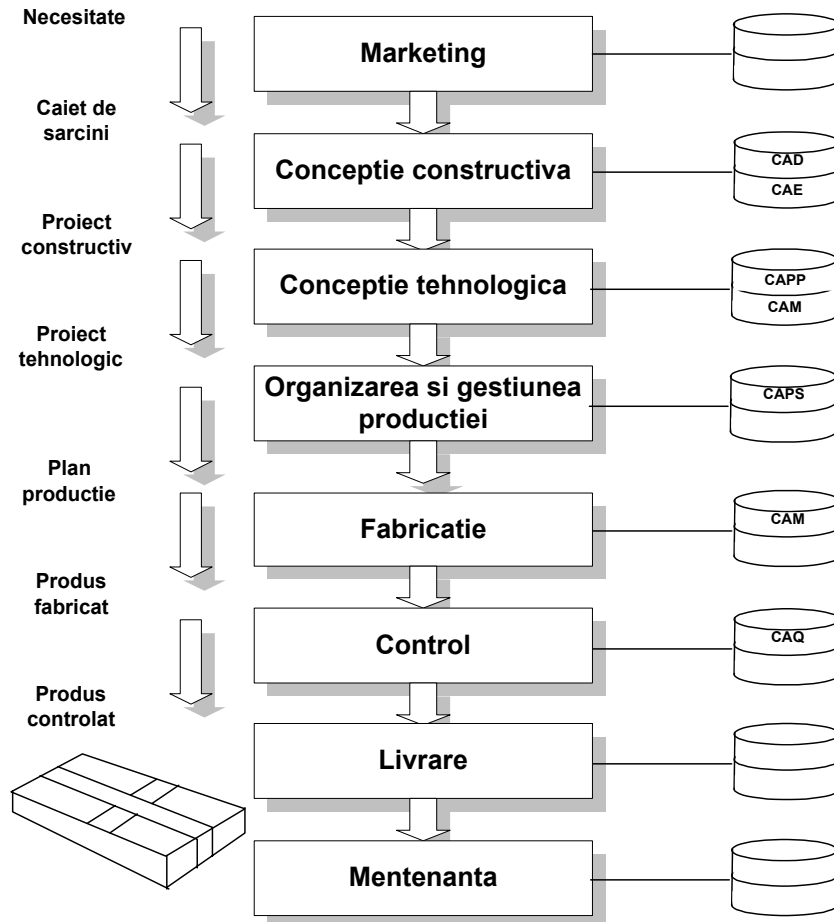 Necesitate
Marketing
Caiet de
sarcini
Conceptie constructiva
CAD
CAE
Proiect
constructiv
Conceptie tehnologica
CAPP
CAM
Proiect
tehnologic
Organizarea si gestiunea
productiei
CAPS
Plan
productie
Fabricatie
CAM
Produs
fabricat
Control
CAQ
Produs
controlat
Livrare
Mentenanta